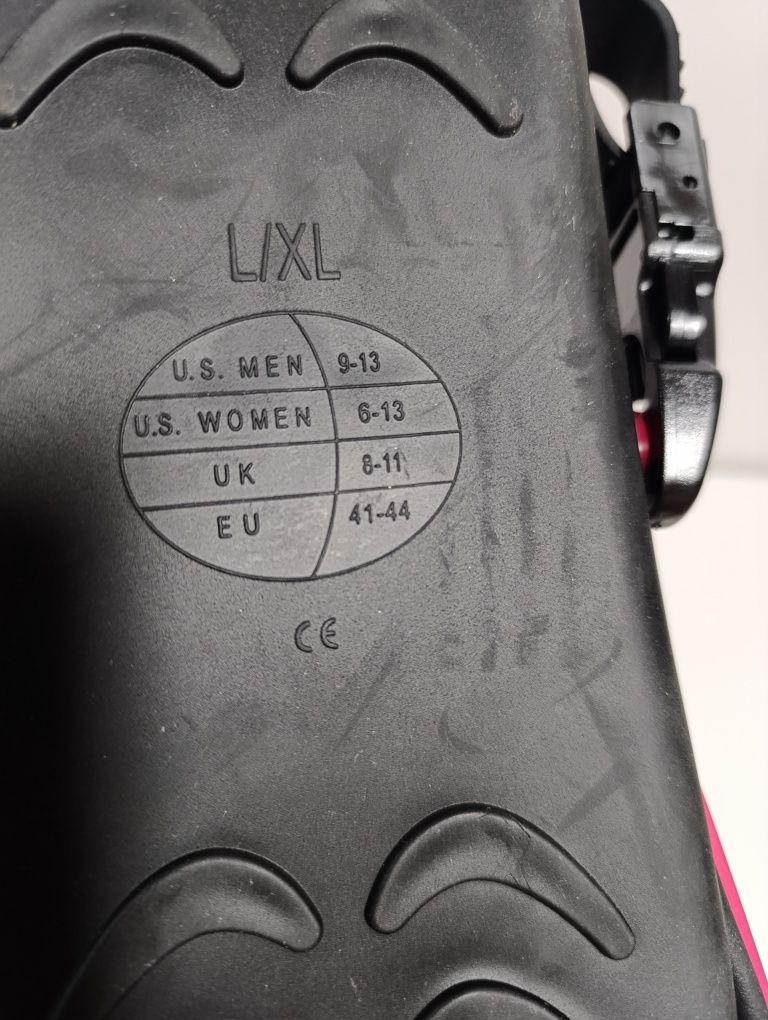 L/XL
U.S. MEN 9-13
U.S. WOMEN 6-13
UK 8-11
EU 41-44
CE